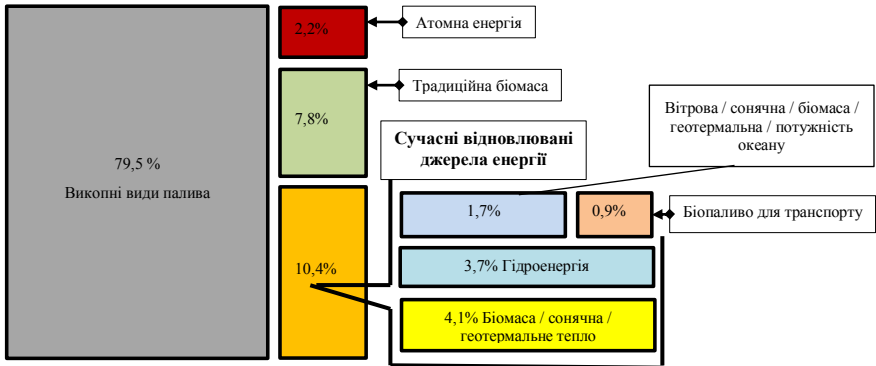 2,2%
Атомна енергія
Традиційна біомаса
7,8%
Вітрова / сонячна / біомаса /
геотермальна / потужність
океану
Сучасні відновлювані
джерела енергії
79,5 %
Викопні види палива
1,7%
0,9%
Біопаливо для транспорту
10,4%
3,7% Гідроенергія
4,1% Біомаса / сонячна /
геотермальне тепло